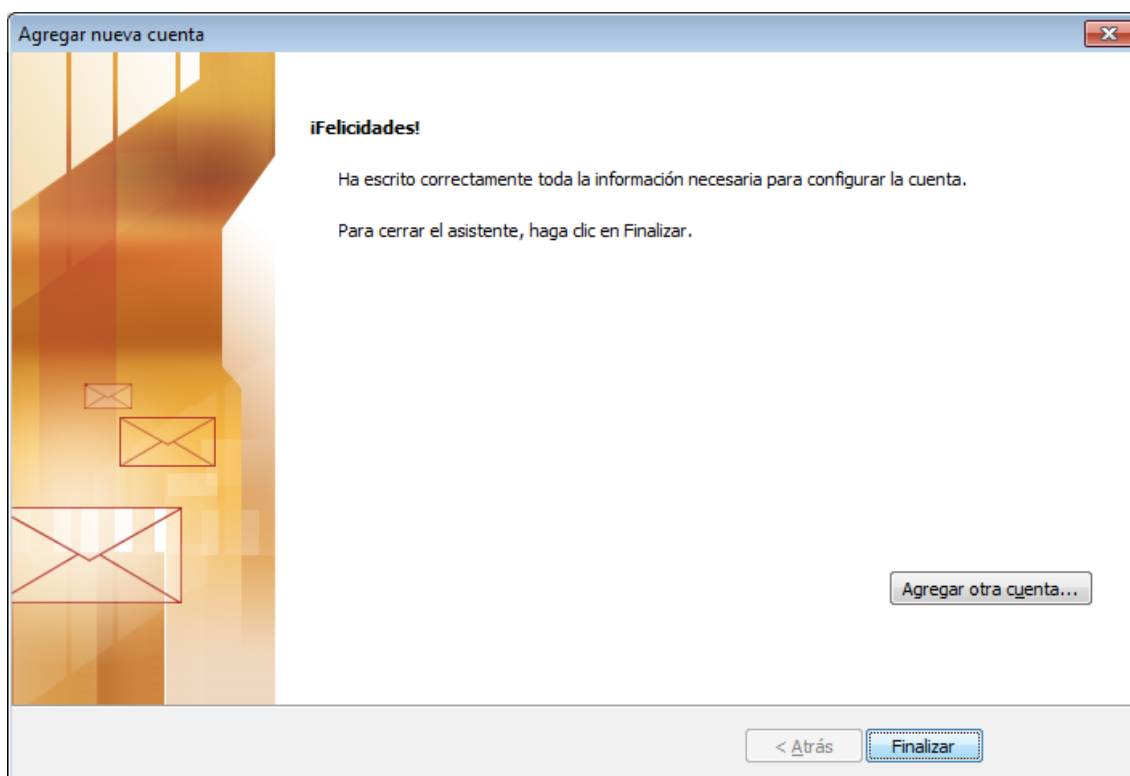 Agregar nueva cuenta
¡Felicidades!
Ha escrito correctamente toda la información necesaria para configurar la cuenta.
Para cerrar el asistente, haga clic en Finalizar.
Agregar otra cuenta...
< Atrás
Finalizar